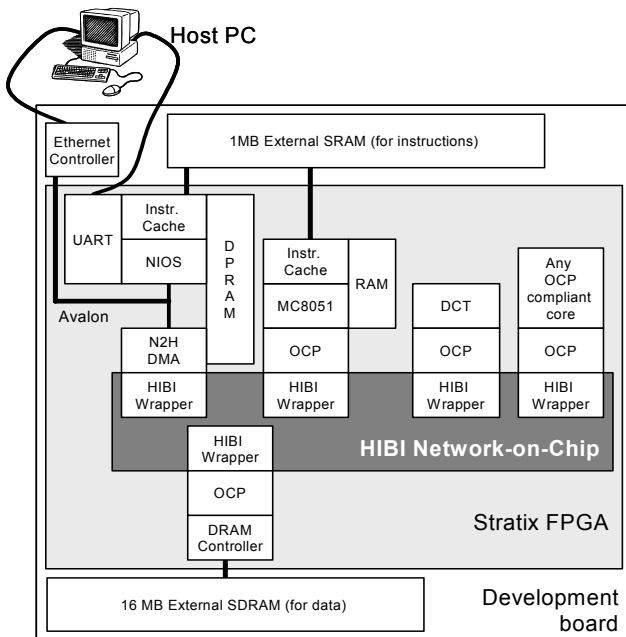 Host PC
Ethernet
Controller
1MB External SRAM (for instructions)
UART
Instr.
Cache
NIOS
D
P
R
A
M
Instr.
Cache
MC8051
RAM
Any
OCP
compliant
core
DCT
Avalon
N2H
DMA
OCP
OCP
OCP
HIBI
Wrapper
HIBI
Wrapper
HIBI
Wrapper
HIBI
Wrapper
HIBI
Wrapper
HIBI Network-on-Chip
OCP
DRAM
Controller
Stratix FPGA
16 MB External SDRAM (for data)
Development
board